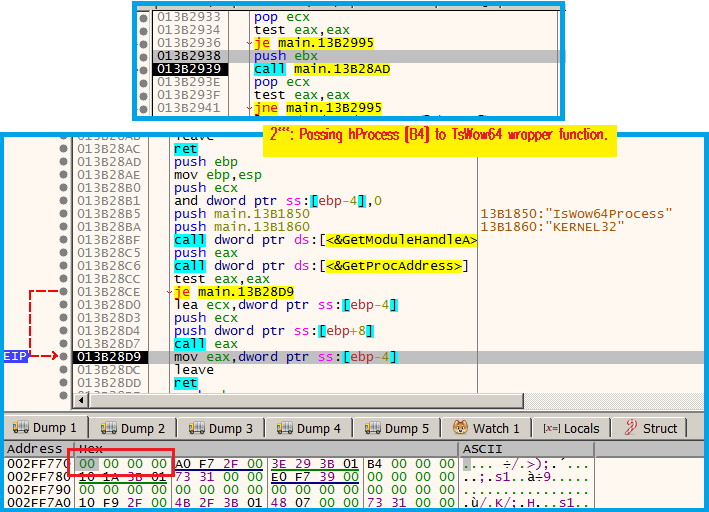 013B2933 pop ecx
013B2934 test eax,eax
013B2936 je main.13B2995
013B2938 push ebx
013B2939 call main.13B28AD
013B293E pop ecx
013B293F test eax,eax
013B2941 jne main.13B2995
2ⁿᵈ: Passing hProcess [B4] to IsWow64 wrapper function.
leave
013B28AC ret
013B28AD push ebp
013B28AE mov ebp,esp
013B28B0 push ecx
013B28B1 and dword ptr ss:[ebp-4],0
013B28B5 push main.13B1850 13B1850:"IsWow64Process"
013B28BA push main.13B1860 13B1860:"KERNEL32"
013B28BF call dword ptr ds:[<&GetModuleHandleA>
013B28C5 push eax
013B28C6 call dword ptr ds:[<&GetProcAddress>]
013B28CC test eax,eax
013B28CE je main.13B28D9
013B28D0 lea ecx,dword ptr ss:[ebp-4]
013B28D3 push ecx
013B28D4 push dword ptr ss:[ebp+8]
013B28D7 call eax
EIP 013B28D9 mov eax,dword ptr ss:[ebp-4]
013B28DC leave
013B28DD ret
Dump 1 Dump 2 Dump 3 Dump 4 Dump 5 Watch 1 [x=] Locals Struct
Address Hex ASCII
002FF770 00 00 00 00 A0 F7 2F 00 3E 29 3B 01 B4 00 00 00 .... ÷/.>);.´...
002FF780 10 1A 3B 01 73 31 00 00 E0 F7 39 00 00 00 00 00 ..;.s1..à÷9.....
002FF790 00 00 00 00 00 00 00 00 00 00 00 00 00 00 00 00 ................
002FF7A0 10 F9 2F 00 4B 2F 3B 01 48 07 00 00 73 31 00 00 .ù/.K/;.H...s1..